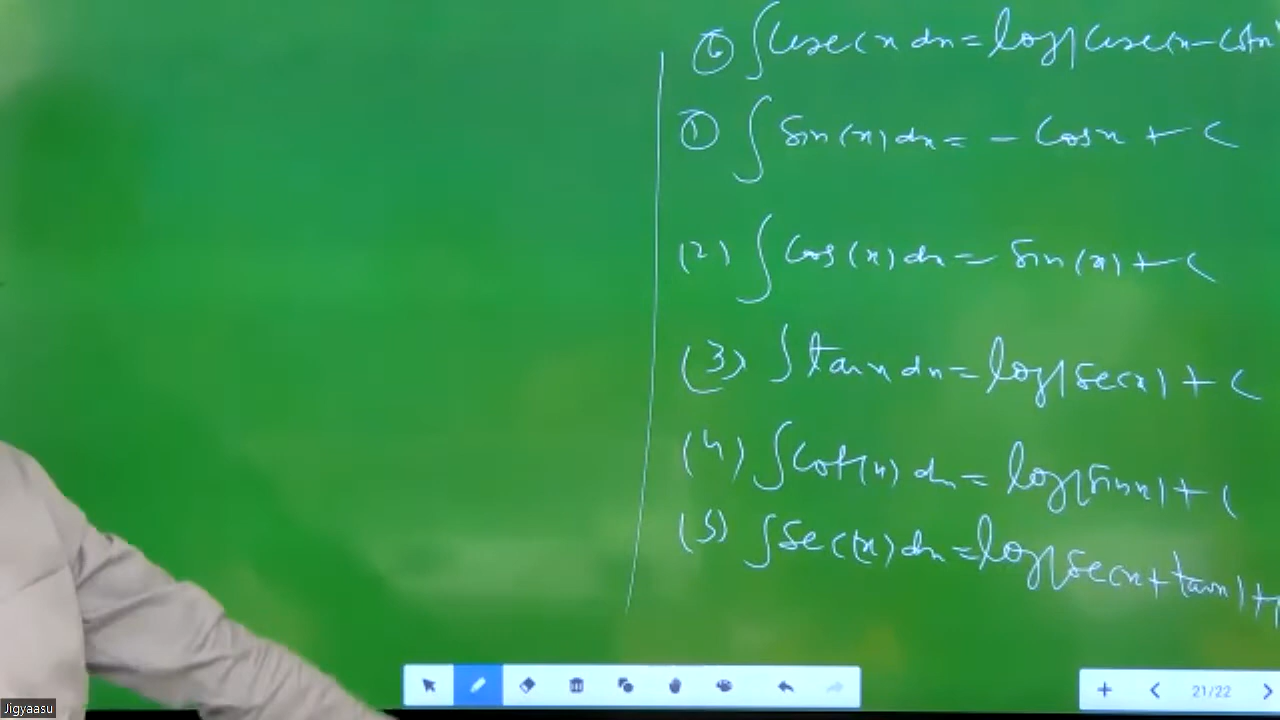 (6) ∫cosec x dx = log|cosec x - cot x|
(1) ∫ sin(x) dx = - cos x + c
(2) ∫ cos(x) dx = sin(x) + c
(3) ∫ tan x dx = log|sec x| + c
(4) ∫ cot(x) dx = log|sin x| + c
(5) ∫ sec(x) dx = log|sec x + tan x| +
21/22
Jigyaasu